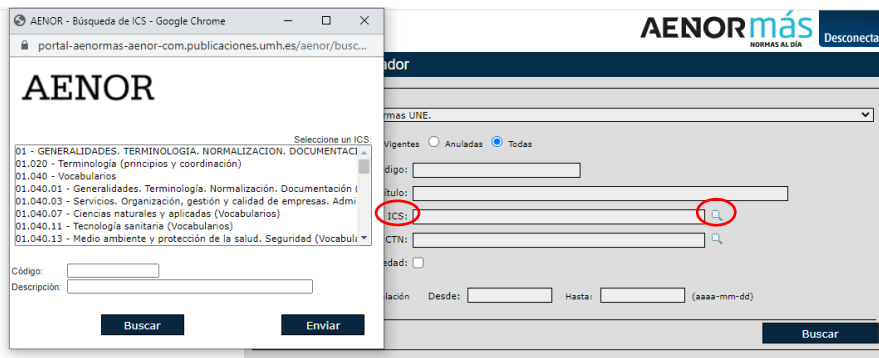 AENOR - Búsqueda de ICS - Google Chrome
portal-aenormas-aenor-com.publicaciones.umh.es/aenor/busc...
AENOR
Seleccione un ICS:
01 - GENERALIDADES. TERMINOLOGIA. NORMALIZACION. DOCUMENTACI
01.020 - Terminología (principios y coordinación)
01.040 - Vocabularios
01.040.01 - Generalidades. Terminología. Normalización. Documentación (
01.040.03 - Servicios. Organización, gestión y calidad de empresas. Admi
01.040.07 - Ciencias naturales y aplicadas (Vocabularios)
01.040.11 - Tecnología sanitaria (Vocabularios)
01.040.13 - Medio ambiente y protección de la salud. Seguridad (Vocabula
Código:
Descripción:
Buscar Enviar
AENORmás
NORMAS AL DÍA
Desconecta
ador
rmas UNE.
Vigentes Anuladas Todas
digo:
ítulo:
ICS:
CTN:
edad:
lación Desde: Hasta: (aaaa-mm-dd)
Buscar